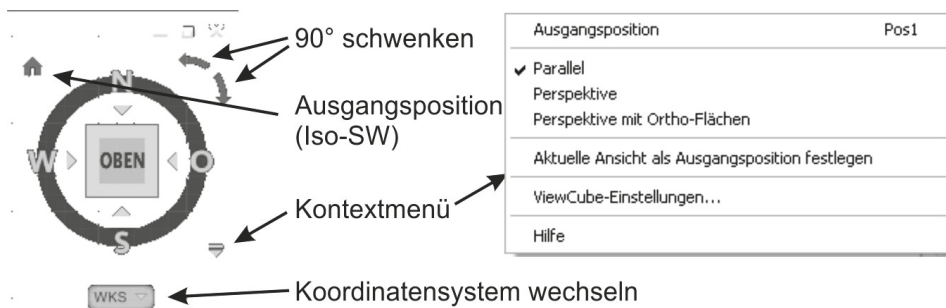 N
W
OBEN
O
S
WKS
90° schwenken
Ausgangsposition
(Iso-SW)
Kontextmenü
Koordinatensystem wechseln
Ausgangsposition Pos1
Parallel
Perspektive
Perspektive mit Ortho-Flächen
Aktuelle Ansicht als Ausgangsposition festlegen
ViewCube-Einstellungen...
Hilfe